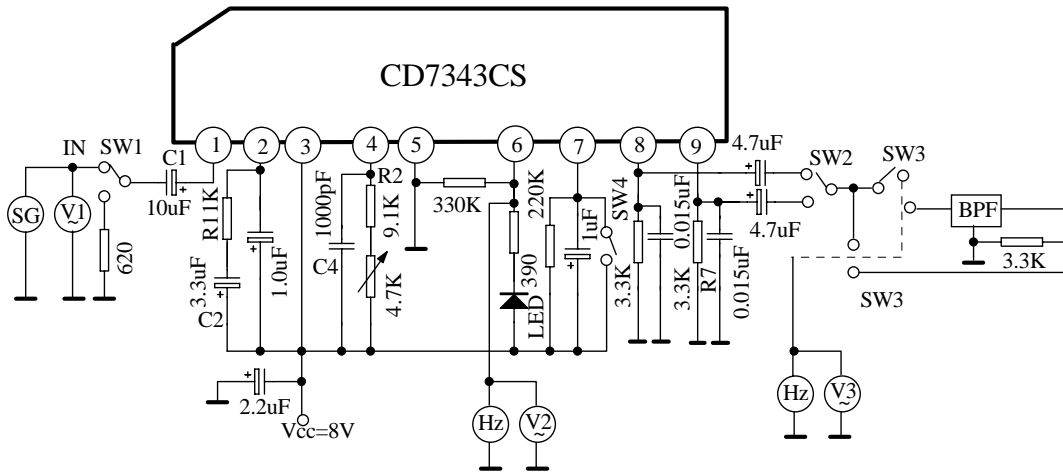 CD7343CS
1 2 3 4 5 6 7 8 9
IN
SW1
C1
10uF
SG
V1
~
620
R11K
3.3uF
C2
1.0uF
1000pF
C4
R2
9.1K
4.7K
330K
220K
390
LED
1uF
SW4
3.3K
0.015uF
3.3K
R7
0.015uF
4.7uF
4.7uF
SW2
SW3
BPF
3.3K
SW3
2.2uF
Vcc=8V
Hz
V2
~
Hz
V3
~